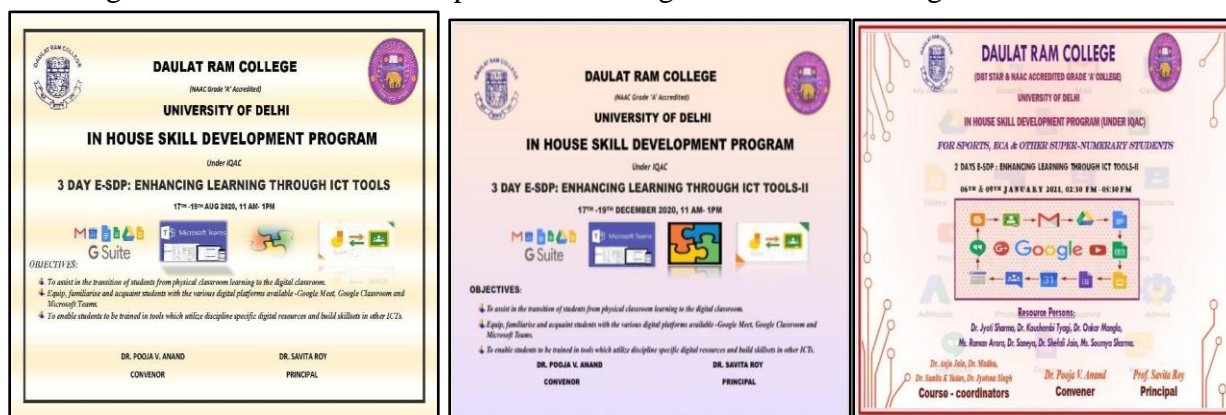 DAULAT RAM COLLEGE
(NAAC Grade 'A' Accredited)
UNIVERSITY OF DELHI
IN HOUSE SKILL DEVELOPMENT PROGRAM
Under IQAC
3 DAY E-SDP: ENHANCING LEARNING THROUGH ICT TOOLS
17TH -19TH AUG 2020, 11 AM- 1PM
G Suite
Microsoft Teams
OBJECTIVES:
To assist in the transition of students from physical classroom learning to the digital classroom.
Equip, familiarise and acquaint students with the various digital platforms available -Google Meet, Google Classroom and
Microsoft Teams.
To enable students to be trained in tools which utilize discipline specific digital resources and build skillsets in other ICTs.
DR. POOJA V. ANAND DR. SAVITA ROY
CONVENOR PRINCIPAL
DAULAT RAM COLLEGE
(NAAC Grade 'A' Accredited)
UNIVERSITY OF DELHI
IN HOUSE SKILL DEVELOPMENT PROGRAM
Under IQAC
3 DAY E-SDP: ENHANCING LEARNING THROUGH ICT TOOLS-II
17TH -19TH DECEMBER 2020, 11 AM- 1PM
G Suite
Microsoft Teams
OBJECTIVES:
To assist in the transition of students from physical classroom learning to the digital classroom.
Equip, familiarise and acquaint students with the various digital platforms available -Google Meet, Google Classroom and
Microsoft Teams.
To enable students to be trained in tools which utilize discipline specific digital resources and build skillsets in other ICTs.
DR. POOJA V. ANAND DR. SAVITA ROY
CONVENOR PRINCIPAL
DAULAT RAM COLLEGE
(DBT STAR & NAAC ACCREDITED GRADE 'A' COLLEGE)
UNIVERSITY OF DELHI
IN HOUSE SKILL DEVELOPMENT PROGRAM (UNDER IQAC)
FOR SPORTS, ECA & OTHER SUPER-NUMERARY STUDENTS
2 DAYS E-SDP: ENHANCING LEARNING THROUGH ICT TOOLS-II
06TH & 09TH JANUARY 2021, 02:30 PM -05:30 PM
Google
31
Resource Persons:
Dr. Jyoti Sharma, Dr. Kaushambi Tyagi, Dr. Onkar Mangla,
Ms. Raman Arora, Dr. Saneya, Dr. Shefali Jain, Ms. Soumya Sharma.
Dr. Anju Jain, Dr. Madhu,
Dr. Sunita K Yadav, Dr. Jyotsna Singh
Course - coordinators
Dr. Pooja V. Anand
Convener
Prof. Savita Roy
Principal